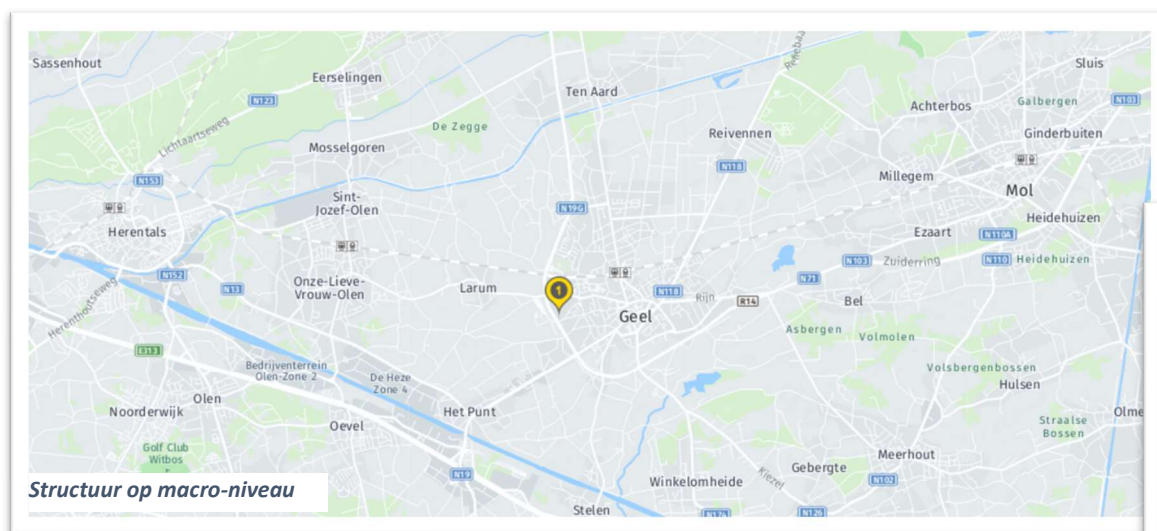 Sassenhout
Sluis
Eerselingen
Ten Aard
Galbergen
N123
Achterbos
N103
De Zegge
Lichtaartseweg
Reivennen
Ginderbuiten
Mosselgoren
N118
Millegem
N153
Mol
Sint-
Jozef-Olen
N19G
Heidehuizen
Herentals
Ezaart
N110A
N152
N103
Zuiderring
N110
Heidehuizen
N13
Onze-Lieve-
Vrouw-Olen
Larum
1
N118
Rijn
N71
R14
Bel
Herenthoutseweg
Geel
Asbergen
Volmolen
E313
Bedrijventerrein
Olen-Zone 2
De Heze
Zone 4
Volsbergenbossen
Hulsen
Olen
Noorderwijk
Het Punt
Olme
Oevel
Straalse
Bossen
Golf Club
Witbos
Meerhout
Gebergte
N19
Winkelomheide
Kiezel
N102
Structuur op macro-niveau
Stelen
N174
N126